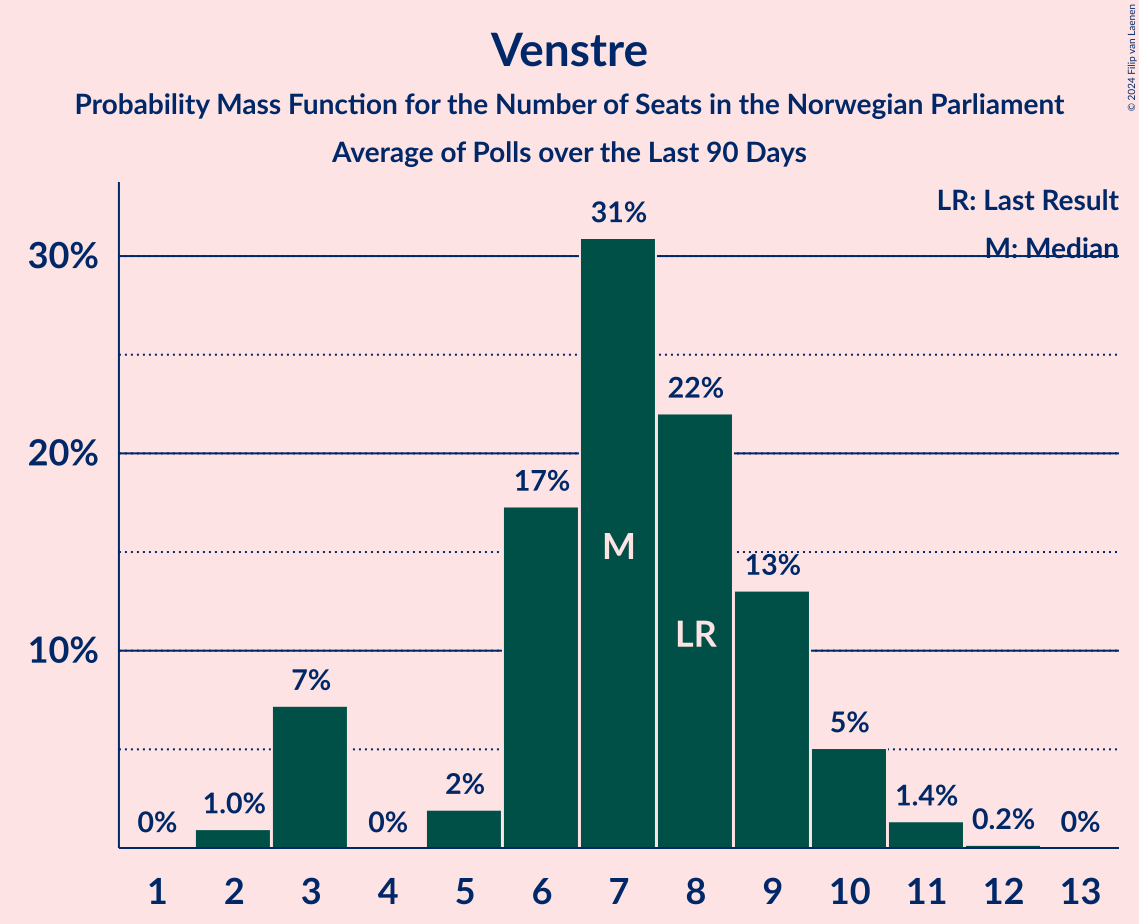 © 2024 Filip van Laenen
Venstre
Probability Mass Function for the Number of Seats in the Norwegian Parliament
Average of Polls over the Last 90 Days
LR: Last Result
M: Median
31%
30%
22%
20%
17%
M
13%
LR
10%
7%
5%
2%
1.4%
1.0%
0.2%
0%
0%
0%
1 2 3 4 5 6 7 8 9 10 11 12 13